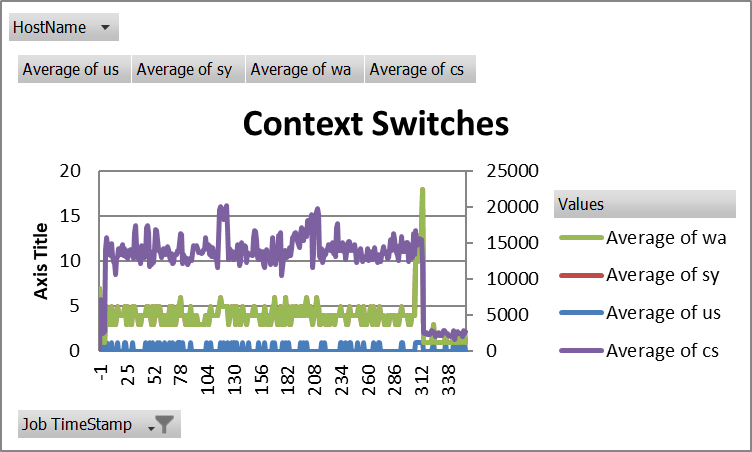 HostName
Average of us Average of sy Average of wa Average of cs
Context Switches
Axis Title
20
15
10
5
0
25000
20000
15000
10000
5000
0
-1 25 52 78 104 130 156 182 208 234 260 286 312 338
Values
Average of wa
Average of sy
Average of us
Average of cs
Job TimeStamp